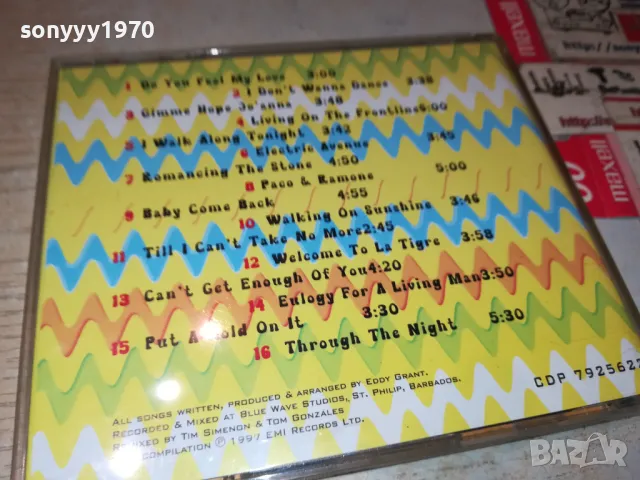 sonyyy1970
maxell
maxell
1 Do You Feel My Love 3:00
2 I Don't Wanna Dance 3:38
3 Gimme Hope Jo'anna 3:48
4 Living On The Frontline 5:00
5 I Walk Along Tonight 3:42
6 Electric Avenue 3:45
7 Romancing The Stone 4:50
8 Paco & Ramone 5:00
9 Baby Come Back 4:55
10 Walking On Sunshine 3:46
11 Till I Can't Take No More 2:45
12 Welcome To La Tigre 3:58
13 Can't Get Enough Of You 4:20
14 Eulogy For A Living Man 3:50
15 Put A Hold On It 3:30
16 Through The Night 5:30
All songs written, produced & arranged by Eddy Grant.
Recorded & Mixed at Blue Wave Studios, St. Philip, Barbados.
Remixed by Tim Simenon & Tom Gonzales
Compilation ℗ 1997 EMI Records Ltd.
CDP 7925622
BAZAR